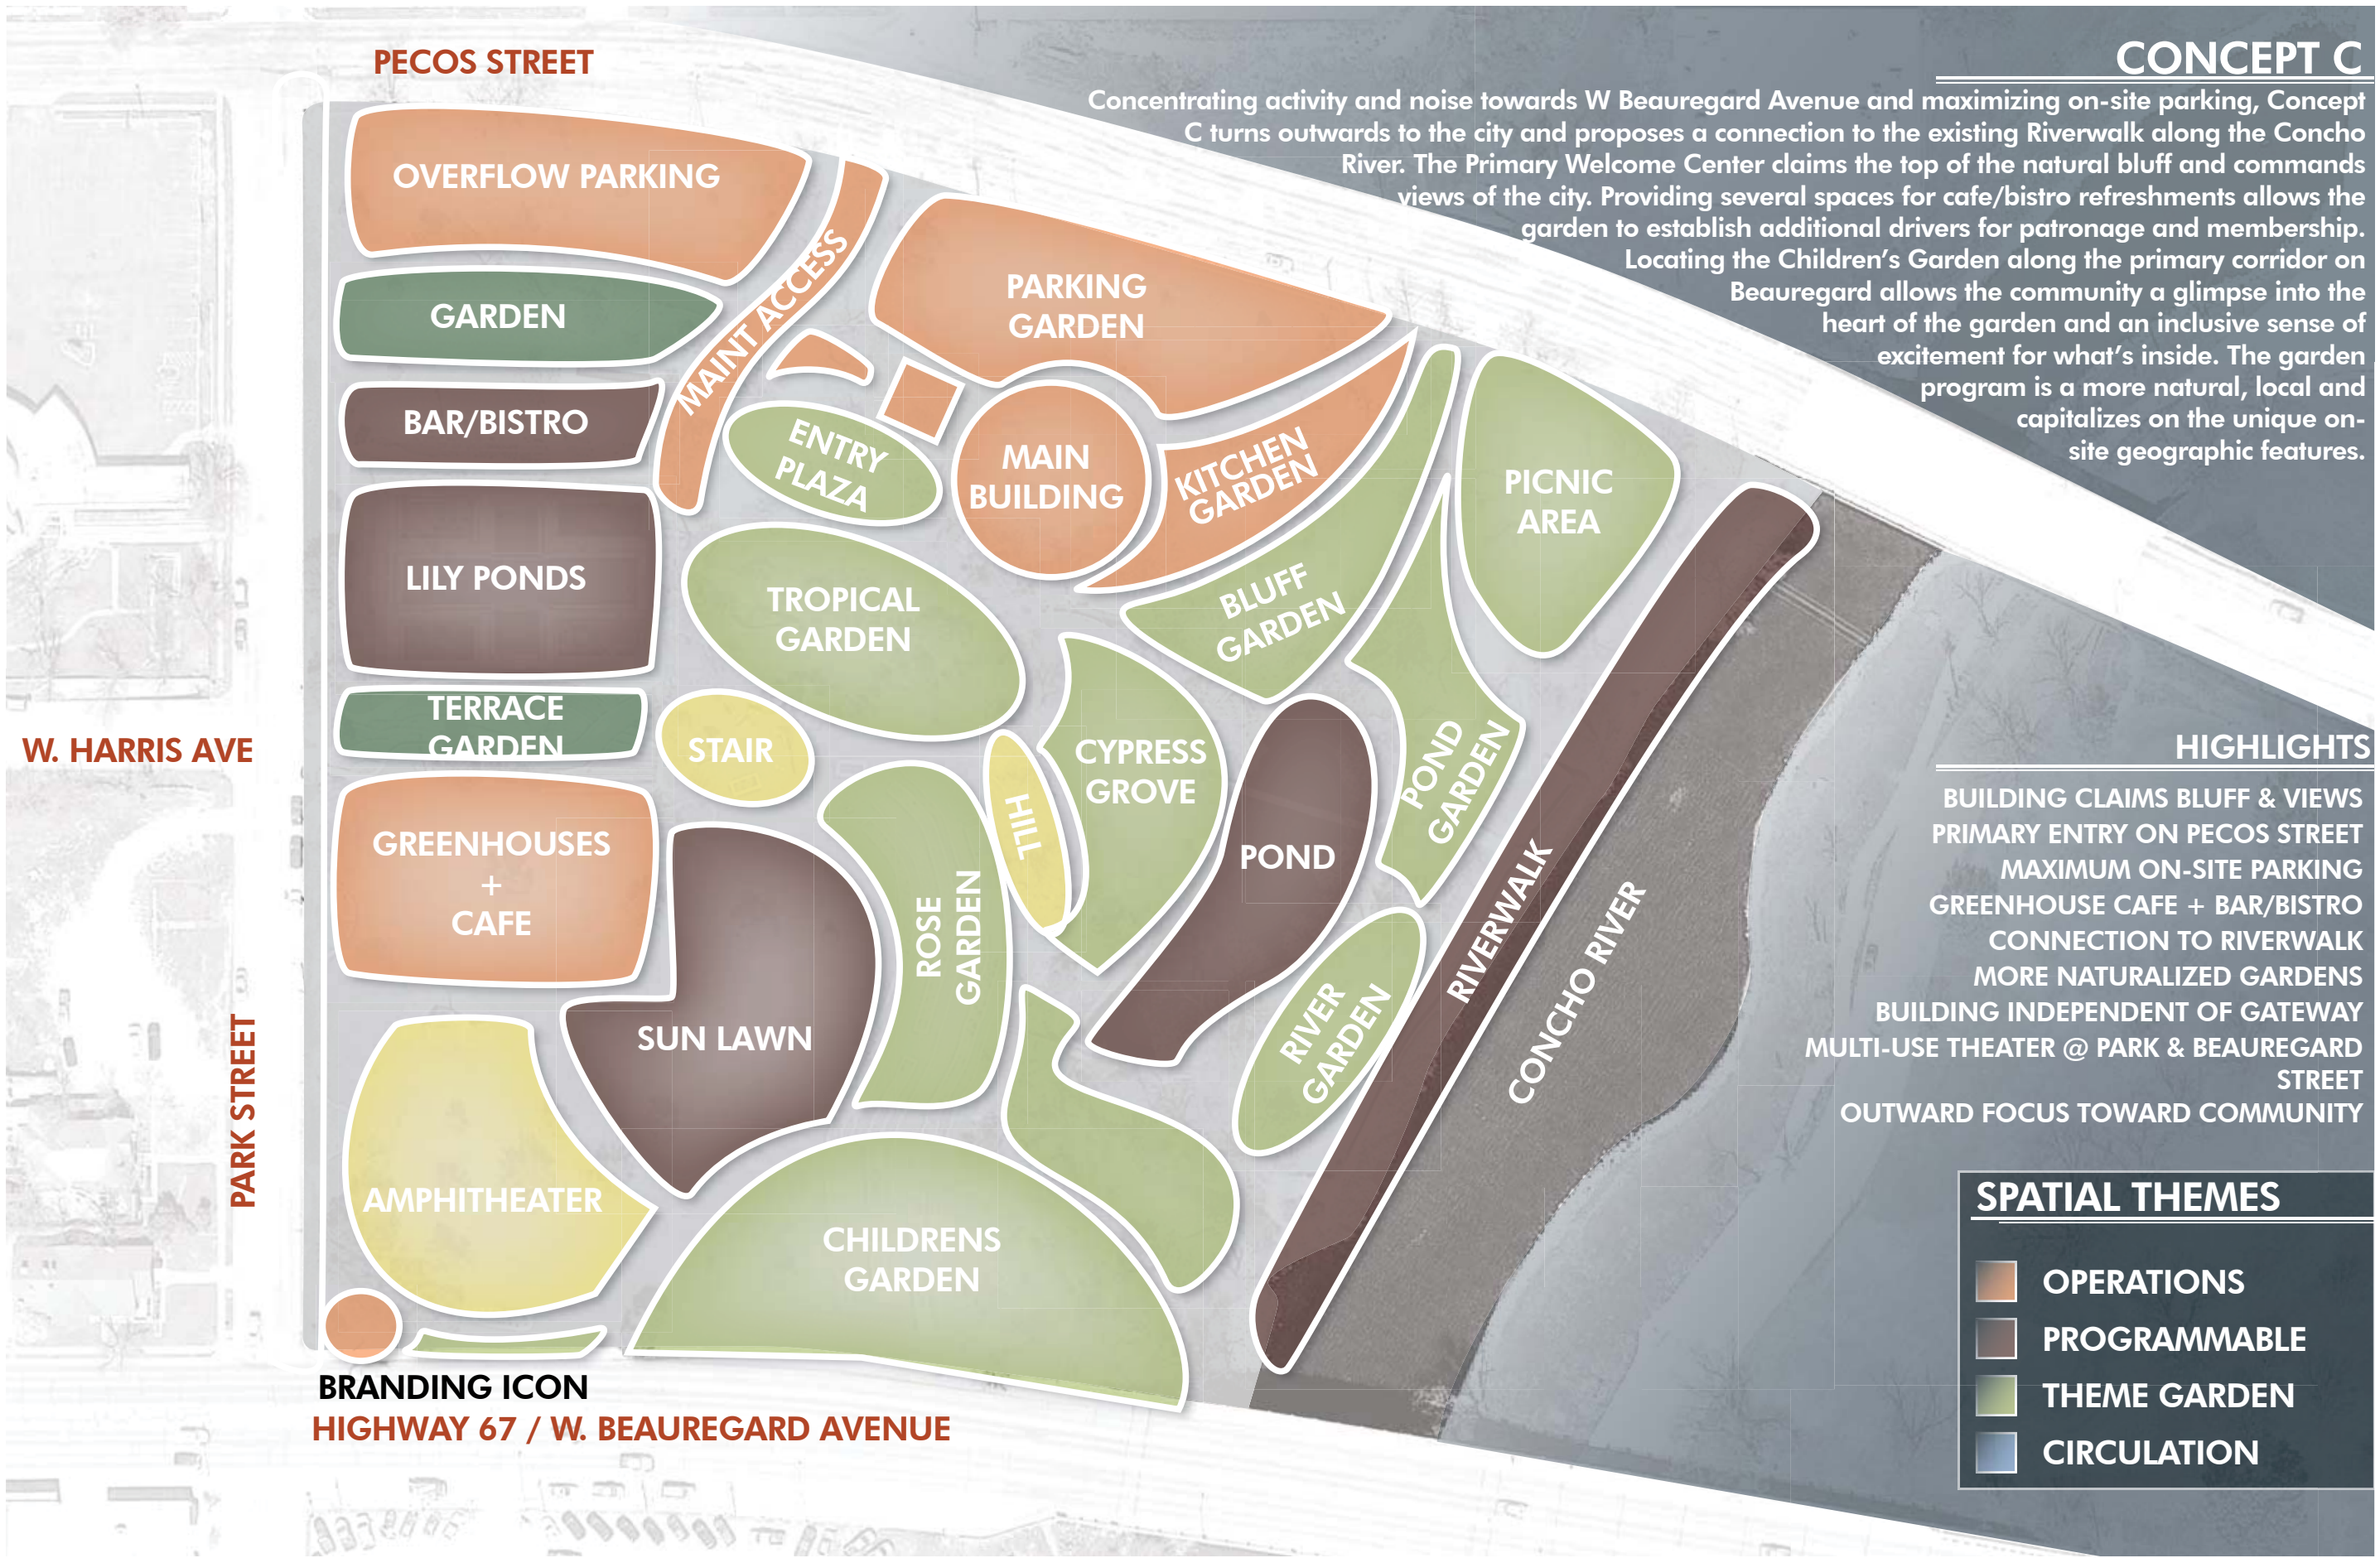 PECOS STREET
CONCEPT C
Concentrating activity and noise towards W Beauregard Avenue and maximizing on-site parking, Concept
C turns outwards to the city and proposes a connection to the existing Riverwalk along the Concho
River. The Primary Welcome Center claims the top of the natural bluff and commands
views of the city. Providing several spaces for cafe/bistro refreshments allows the
garden to establish additional drivers for patronage and membership.
Locating the Children's Garden along the primary corridor on
Beauregard allows the community a glimpse into the
heart of the garden and an inclusive sense of
excitement for what's inside. The garden
program is a more natural, local and
capitalizes on the unique on-
site geographic features.
OVERFLOW PARKING
MAINT ACCESS
PARKING
GARDEN
GARDEN
BAR/BISTRO
ENTRY
PLAZA
MAIN
BUILDING
KITCHEN
GARDEN
PICNIC
AREA
LILY PONDS
TROPICAL
GARDEN
BLUFF
GARDEN
TERRACE
GARDEN
W. HARRIS AVE
STAIR
HILL
CYPRESS
GROVE
POND
GARDEN
GREENHOUSES
+
CAFE
POND
ROSE
GARDEN
RIVERWALK
CONCHO RIVER
SUN LAWN
RIVER
GARDEN
PARK STREET
AMPHITHEATER
CHILDRENS
GARDEN
BRANDING ICON
HIGHWAY 67 / W. BEAUREGARD AVENUE
HIGHLIGHTS
BUILDING CLAIMS BLUFF & VIEWS
PRIMARY ENTRY ON PECOS STREET
MAXIMUM ON-SITE PARKING
GREENHOUSE CAFE + BAR/BISTRO
CONNECTION TO RIVERWALK
MORE NATURALIZED GARDENS
BUILDING INDEPENDENT OF GATEWAY
MULTI-USE THEATER @ PARK & BEAUREGARD
STREET
OUTWARD FOCUS TOWARD COMMUNITY
SPATIAL THEMES
OPERATIONS
PROGRAMMABLE
THEME GARDEN
CIRCULATION